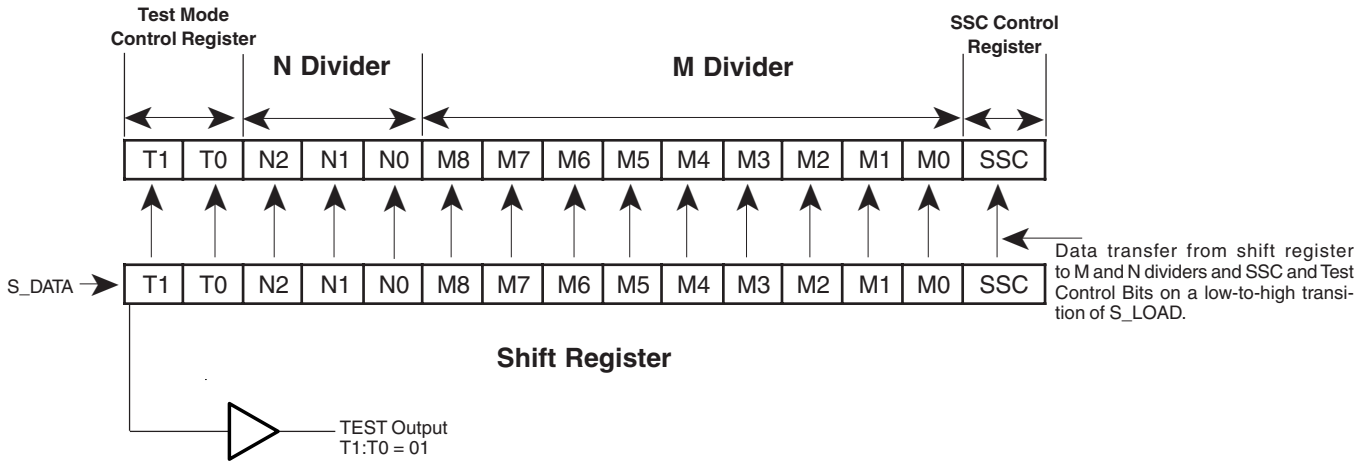 Test Mode
Control Register
N Divider
M Divider
SSC Control
Register
T1 T0 N2 N1 N0 M8 M7 M6 M5 M4 M3 M2 M1 M0 SSC
S_DATA
T1 T0 N2 N1 N0 M8 M7 M6 M5 M4 M3 M2 M1 M0 SSC
Data transfer from shift register
to M and N dividers and SSC and Test
Control Bits on a low-to-high transi-
tion of S_LOAD.
Shift Register
TEST Output
T1:T0 = 01